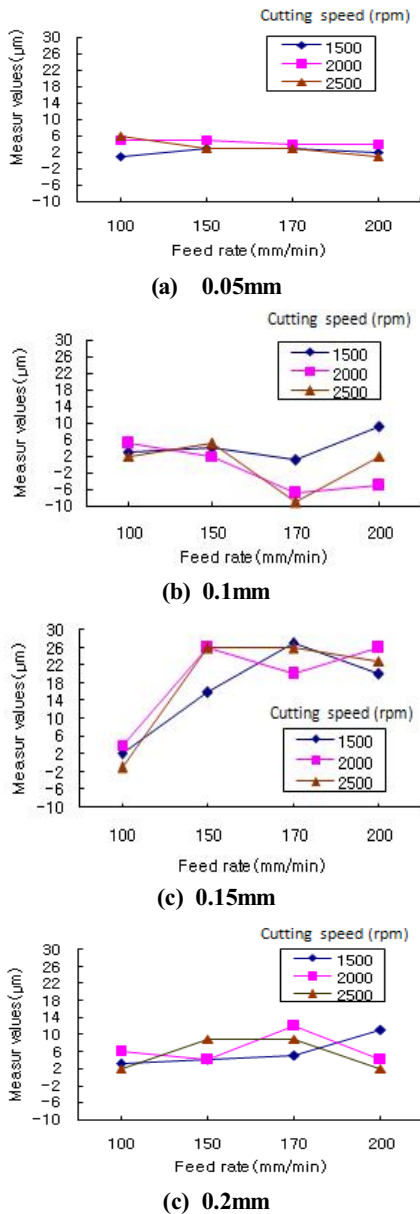 Cutting speed (rpm)
1500
2000
2500
Measur values(μm)
30
26
22
18
14
10
6
2
-2
-6
-10
100 150 170 200
Feed rate(mm/min)
(a) 0.05mm
Cutting speed (rpm)
1500
2000
2500
Measur values(μm)
30
26
22
18
14
10
6
2
-2
-6
-10
100 150 170 200
Feed rate(mm/min)
(b) 0.1mm
Measur values(μm)
30
26
22
18
14
10
6
2
-2
-6
-10
Cutting speed (rpm)
1500
2000
2500
100 150 170 200
Feed rate(mm/min)
(c) 0.15mm
Cutting speed (rpm)
1500
2000
2500
Measur values(μm)
30
26
22
18
14
10
6
2
-2
-6
-10
100 150 170 200
Feed rate(mm/min)
(c) 0.2mm